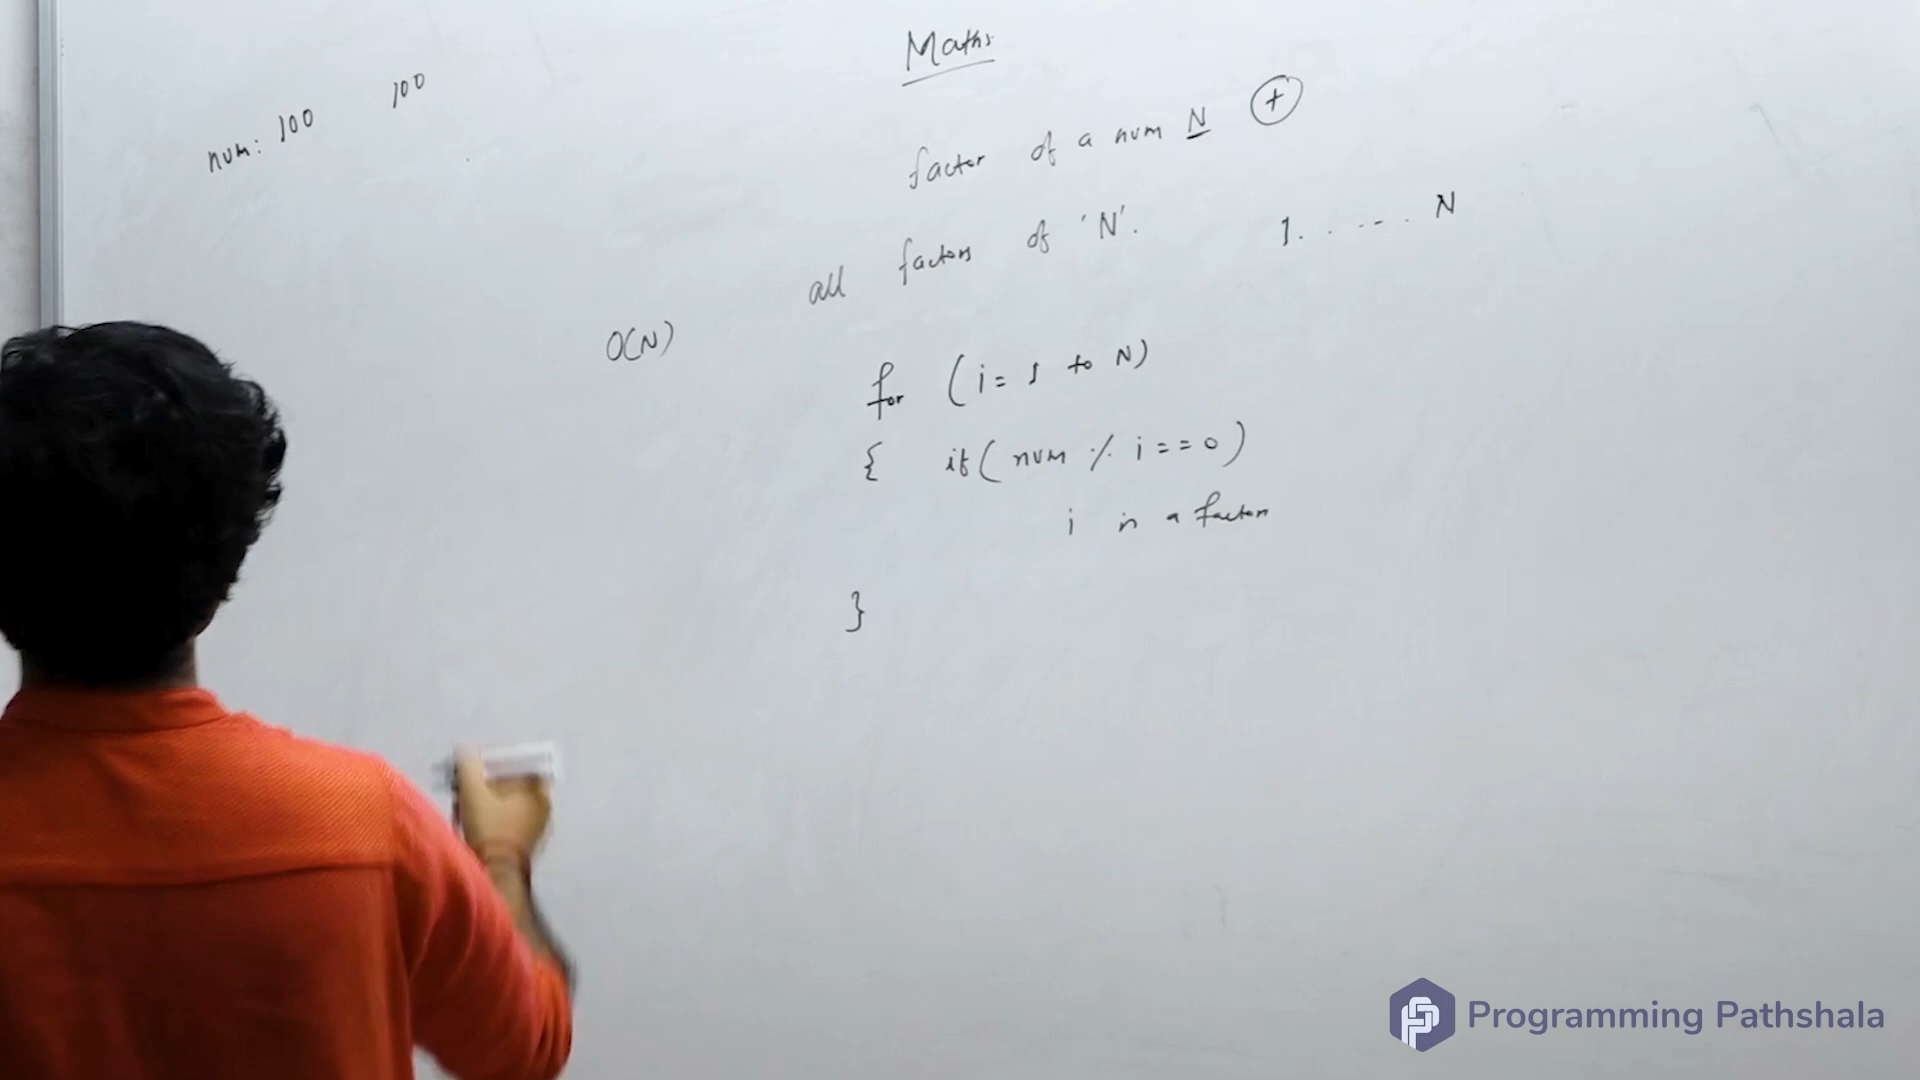 Maths
num: 100 100
factor of a num N +
all factors of 'N'. 1. . -- . N
O(N)
for (i = 1 to N)
{ if ( num % i == 0 )
i is a factor
}
Programming Pathshala